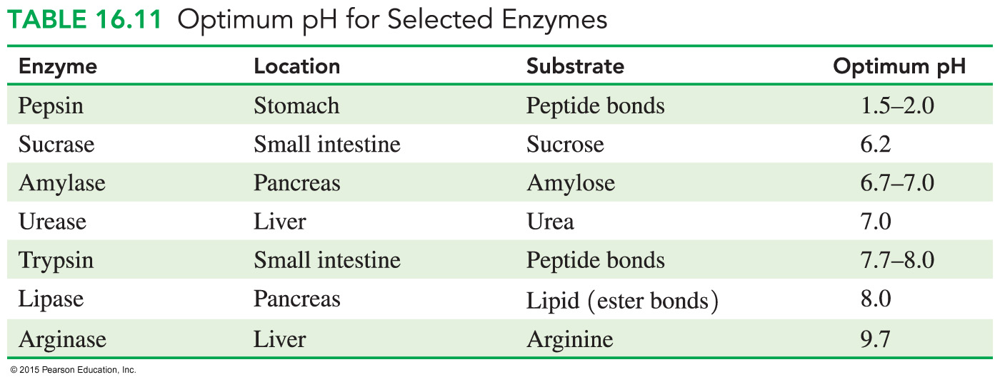 TABLE 16.11 Optimum pH for Selected Enzymes
Enzyme Location Substrate Optimum pH
Pepsin Stomach Peptide bonds 1.5–2.0
Sucrase Small intestine Sucrose 6.2
Amylase Pancreas Amylose 6.7–7.0
Urease Liver Urea 7.0
Trypsin Small intestine Peptide bonds 7.7–8.0
Lipase Pancreas Lipid (ester bonds) 8.0
Arginase Liver Arginine 9.7
© 2015 Pearson Education, Inc.